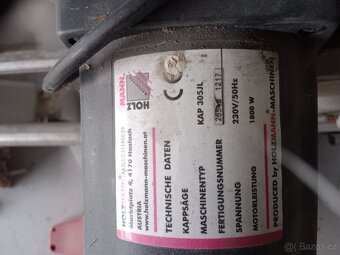 HOLZ
MANN
HOLZMANN-MASCHINEN
Marktplatz 4, 4170 Haslach
AUSTRIA
www.holzmann-maschinen.at
TECHNISCHE DATEN
KAPPSÄGE
MASCHINENTYP KAP 305JL
FERTIGUNGSNUMMER 1217
SPANNUNG 230V/50Hz
MOTORLEISTUNG 1800 W
PRODUCED BY HOLZMANN-MASCHINEN
Bazos.cz